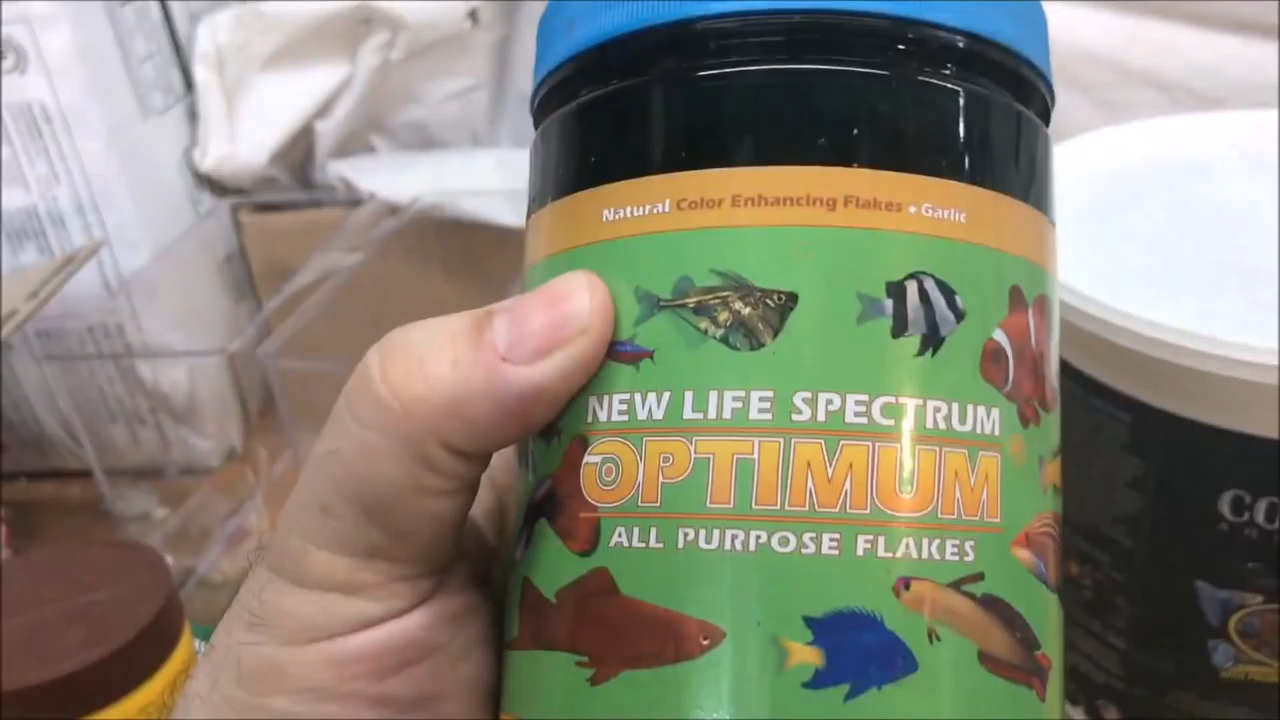 Natural Color Enhancing Flakes + Garlic
NEW LIFE SPECTRUM
OPTIMUM
ALL PURPOSE FLAKES